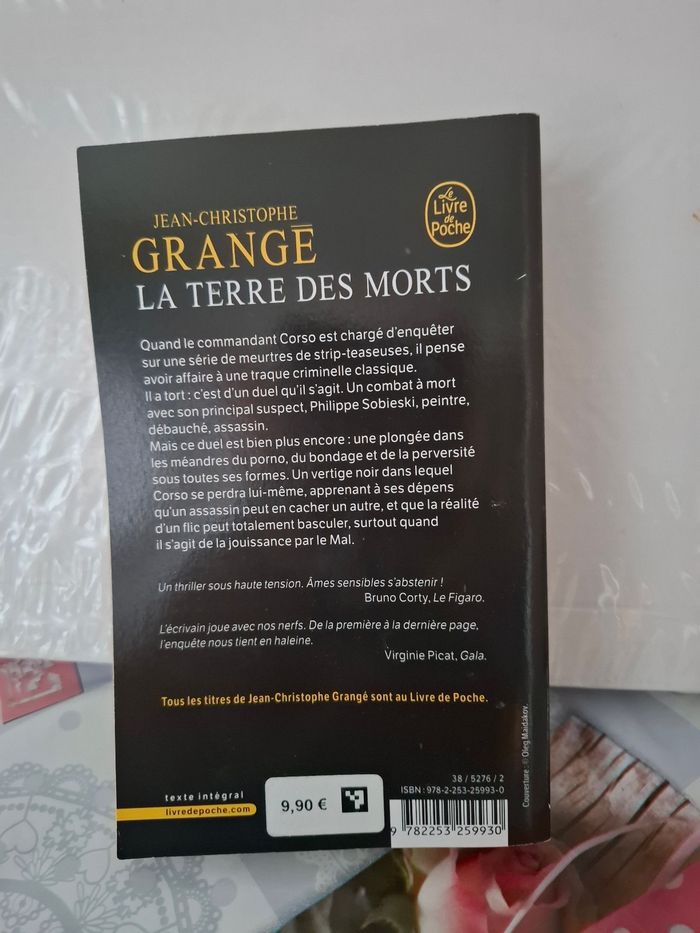 JEAN-CHRISTOPHE
GRANGÉ
LA TERRE DES MORTS
Le
Livre
de
Poche
Quand le commandant Corso est chargé d'enquêter
sur une série de meurtres de strip-teaseuses, il pense
avoir affaire à une traque criminelle classique.
Il a tort : c'est d'un duel qu'il s'agit. Un combat à mort
avec son principal suspect, Philippe Sobieski, peintre,
débauché, assassin.
Mais ce duel est bien plus encore : une plongée dans
les méandres du porno, du bondage et de la perversité
sous toutes ses formes. Un vertige noir dans lequel
Corso se perdra lui-même, apprenant à ses dépens
qu'un assassin peut en cacher un autre, et que la réalité
d'un flic peut totalement basculer, surtout quand
il s'agit de la jouissance par le Mal.
Un thriller sous haute tension. Âmes sensibles s'abstenir !
Bruno Corty, Le Figaro.
L'écrivain joue avec nos nerfs. De la première à la dernière page,
l'enquête nous tient en haleine.
Virginie Picat, Gala.
Tous les titres de Jean-Christophe Grangé sont au Livre de Poche.
Couverture : © Oleg Maidakov.
texte intégral
livredepoche.com
9,90 €
38 / 5276 / 2
ISBN : 978-2-253-25993-0
9 782253 259930